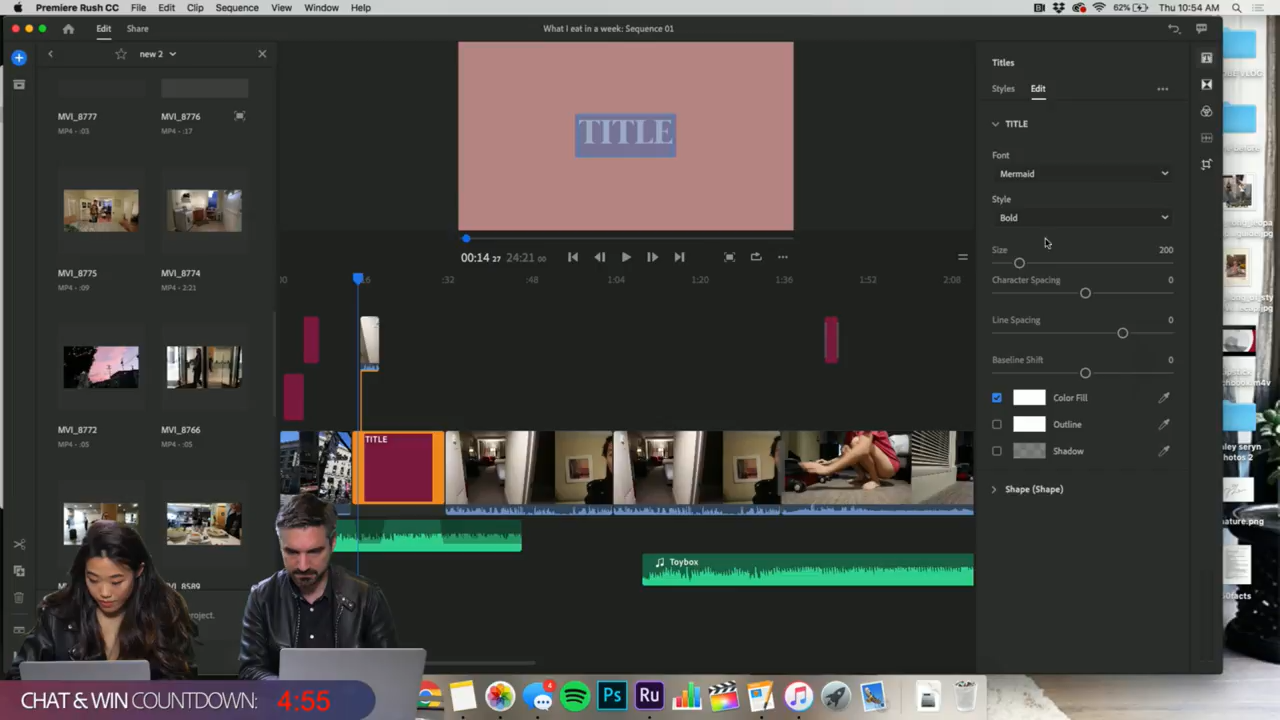 Premiere Rush CC File Edit Clip Sequence View Window Help
62% Thu 10:54 AM
Edit Share
What I eat in a week: Sequence 01
new 2
MVI_8777
MP4 - :03
MVI_8776
MP4 - :17
MVI_8775
MP4 - :09
MVI_8774
MP4 - 2:21
MVI_8772
MP4 - :05
MVI_8766
MP4 - :05
project.
TITLE
00:14 27 24:21 00
:16 :32 :48 1:04 1:20 1:36 1:52 2:08
TITLE
Toybox
Titles
Styles Edit
TITLE
Font
Mermaid
Style
Bold
Size 200
Character Spacing 0
Line Spacing 0
Baseline Shift 0
Color Fill
Outline
Shadow
Shape (Shape)
4
Ps
Ru
CHAT & WIN COUNTDOWN: 4:55